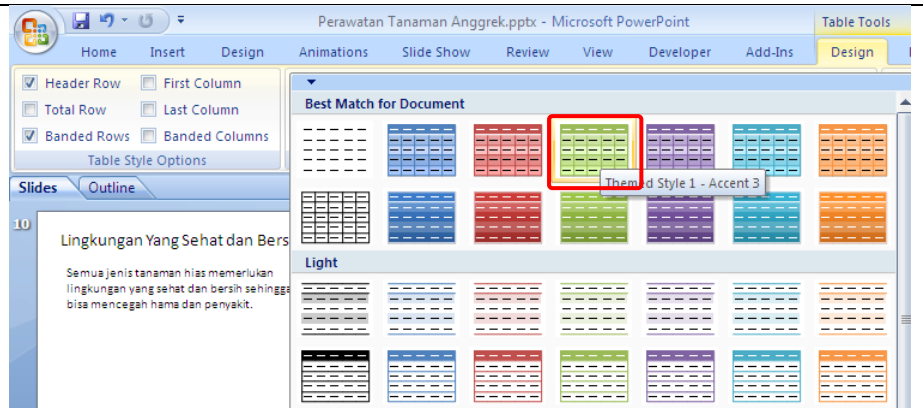 Perawatan Tanaman Anggrek.pptx - Microsoft PowerPoint
Table Tools
Home Insert Design Animations Slide Show Review View Developer Add-Ins Design
Header Row First Column
Total Row Last Column
Banded Rows Banded Columns
Table Style Options
Best Match for Document
Themed Style 1 - Accent 3
Light
Slides Outline
10
Lingkungan Yang Sehat dan Bers
Semua jenis tanaman hias memerlukan
lingkungan yang sehat dan bersih sehingga
bisa mencegah hama dan penyakit.